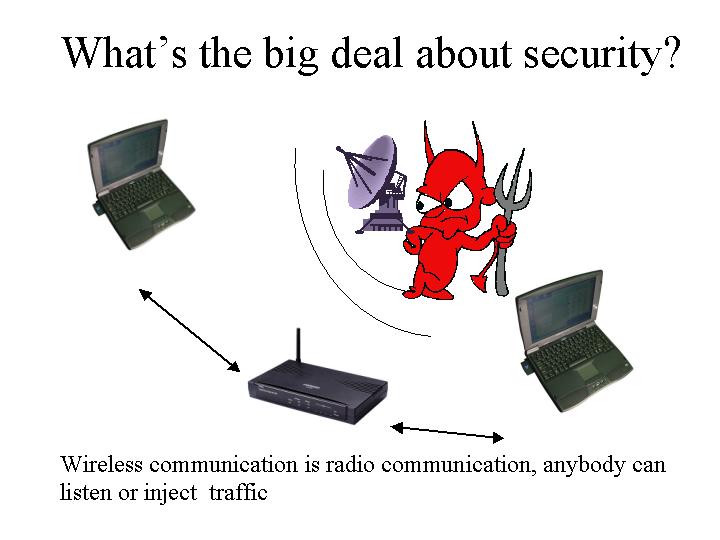 What’s the big deal about security?
Wireless communication is radio communication, anybody can
listen or inject  traffic